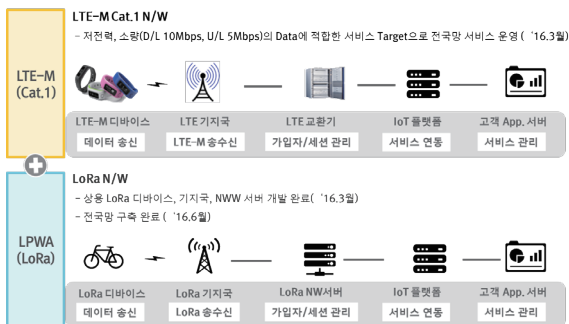 LTE-M Cat.1 N/W
- 저전력, 소량(D/L 10Mbps, U/L 5Mbps)의 Data에 적합한 서비스 Target으로 전국망 서비스 운영 ( '16.3월)
LTE-M
(Cat.1)
LTE-M 디바이스 LTE 기지국 LTE 교환기 IoT 플랫폼 고객 App. 서버
데이터 송신 LTE-M 송수신 가입자/세션 관리 서비스 연동 서비스 관리
LoRa N/W
- 상용 LoRa 디바이스, 기지국, NWW 서버 개발 완료( '16.3월)
- 전국망 구축 완료 ( '16.6월)
LPWA
(LoRa)
LoRa 디바이스 LoRa 기지국 LoRa NW서버 IoT 플랫폼 고객 App. 서버
데이터 송신 LoRa 송수신 가입자/세션 관리 서비스 연동 서비스 관리